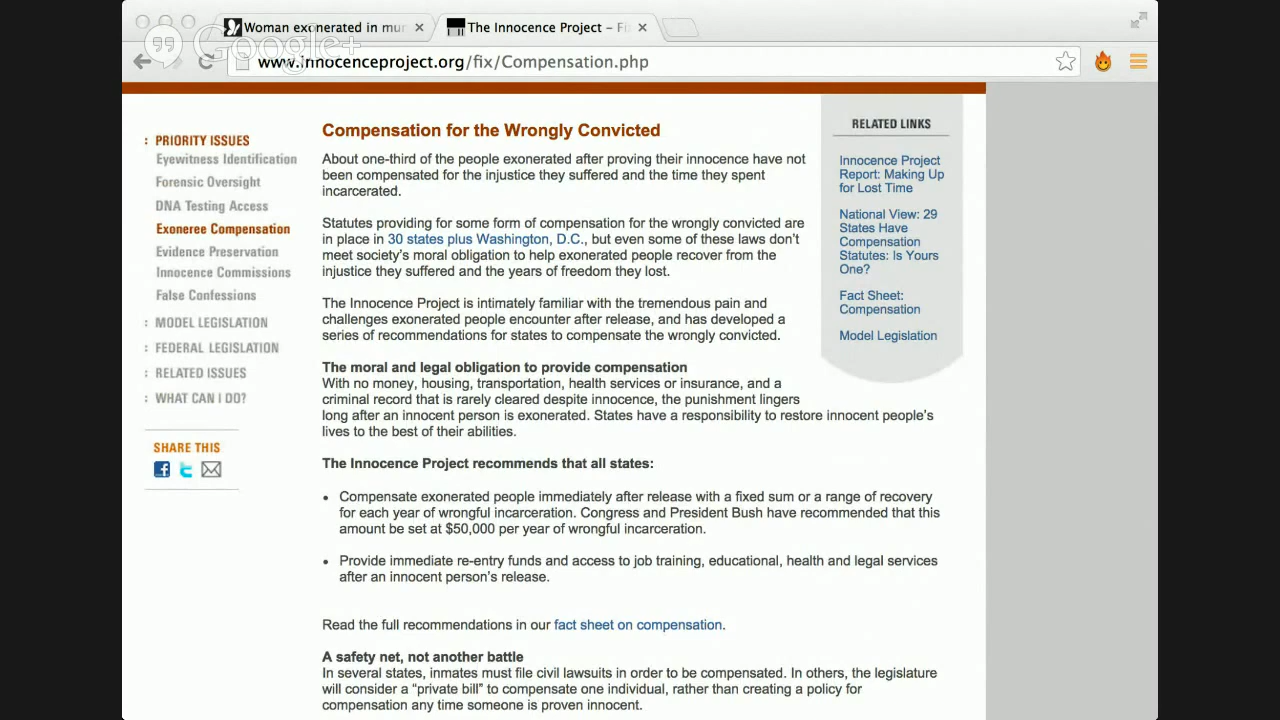 Woman exonerated in mur
The Innocence Project – Fi
Google+
www.innocenceproject.org/fix/Compensation.php
: PRIORITY ISSUES
Eyewitness Identification
Forensic Oversight
DNA Testing Access
Exoneree Compensation
Evidence Preservation
Innocence Commissions
False Confessions
: MODEL LEGISLATION
: FEDERAL LEGISLATION
: RELATED ISSUES
: WHAT CAN I DO?
SHARE THIS
Compensation for the Wrongly Convicted
About one-third of the people exonerated after proving their innocence have not
been compensated for the injustice they suffered and the time they spent
incarcerated.
Statutes providing for some form of compensation for the wrongly convicted are
in place in 30 states plus Washington, D.C., but even some of these laws don't
meet society's moral obligation to help exonerated people recover from the
injustice they suffered and the years of freedom they lost.
The Innocence Project is intimately familiar with the tremendous pain and
challenges exonerated people encounter after release, and has developed a
series of recommendations for states to compensate the wrongly convicted.
The moral and legal obligation to provide compensation
With no money, housing, transportation, health services or insurance, and a
criminal record that is rarely cleared despite innocence, the punishment lingers
long after an innocent person is exonerated. States have a responsibility to restore innocent people's
lives to the best of their abilities.
The Innocence Project recommends that all states:
• Compensate exonerated people immediately after release with a fixed sum or a range of recovery
for each year of wrongful incarceration. Congress and President Bush have recommended that this
amount be set at $50,000 per year of wrongful incarceration.
• Provide immediate re-entry funds and access to job training, educational, health and legal services
after an innocent person's release.
Read the full recommendations in our fact sheet on compensation.
A safety net, not another battle
In several states, inmates must file civil lawsuits in order to be compensated. In others, the legislature
will consider a “private bill” to compensate one individual, rather than creating a policy for
compensation any time someone is proven innocent.
RELATED LINKS
Innocence Project
Report: Making Up
for Lost Time
National View: 29
States Have
Compensation
Statutes: Is Yours
One?
Fact Sheet:
Compensation
Model Legislation